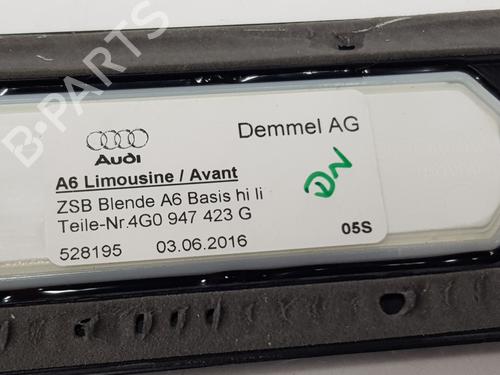 B-PARTS
Audi
Demmel AG
A6 Limousine / Avant
ZSB Blende A6 Basis hi li
Teile-Nr.4G0 947 423 G
528195 03.06.2016 05S
DN